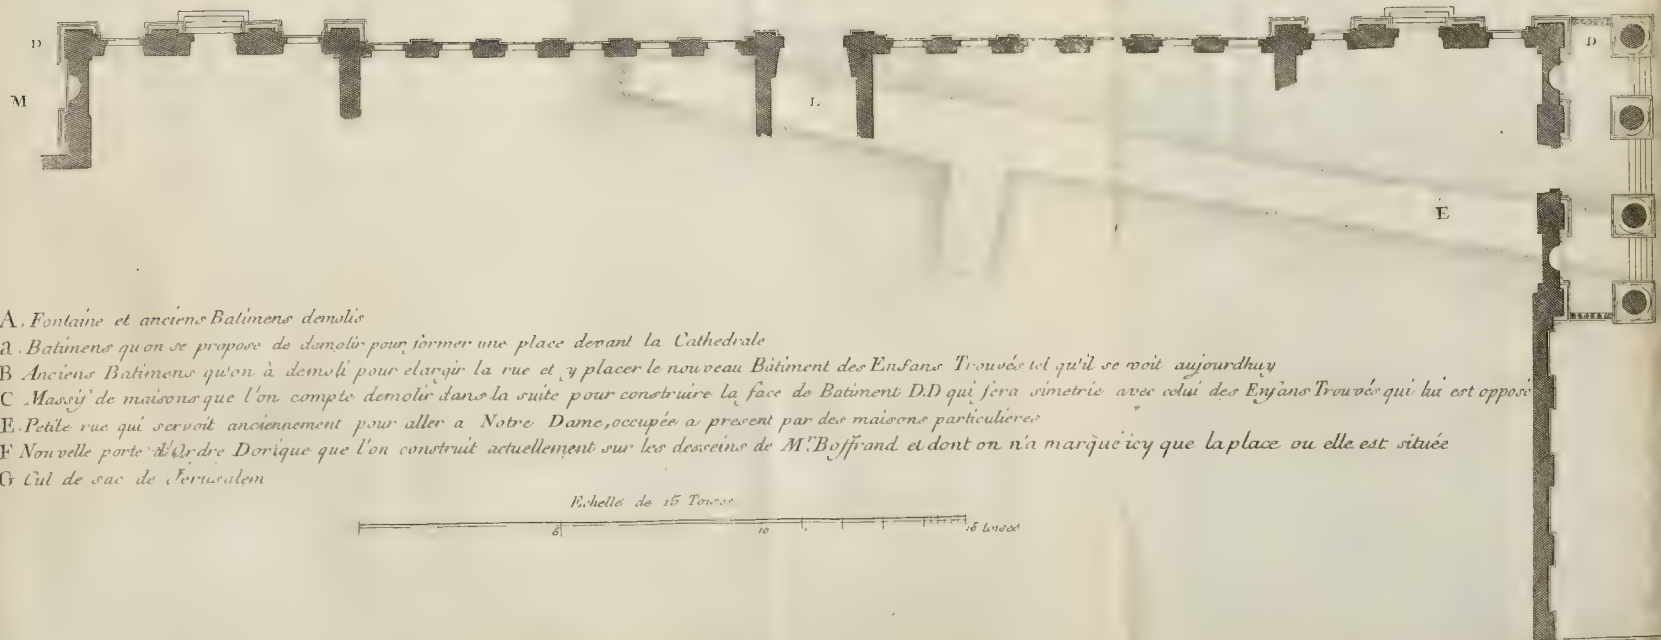 D
D
M
L
E
A. Fontaine et anciens Batimens demolis
a. Batimens qu'on se propose de demolir pour former une place devant la Cathedrale
B Anciens Batimens qu'on à demoli pour elargir la rue et y placer le nouveau Bâtiment des Enfans Trouvés tel qu'il se voit aujourdhuy
C Massif de maisons que l'on compte demolir dans la suite pour construire la face de Batiment D.D qui fera simetrie avec celui des Enfans Trouvés qui lui est opposé
E. Petite rue qui servoit anciennement pour aller a Notre Dame, occupée a present par des maisons particulieres
F Nouvelle porte d'Ordre Dorique que l'on construit actuellement sur les desseins de Mr. Boffrand et dont on n'a marqué icy que la place ou elle est située
G Cul de sac de Jerusalem
Echelle de 15 Toises
5 10 15 toises